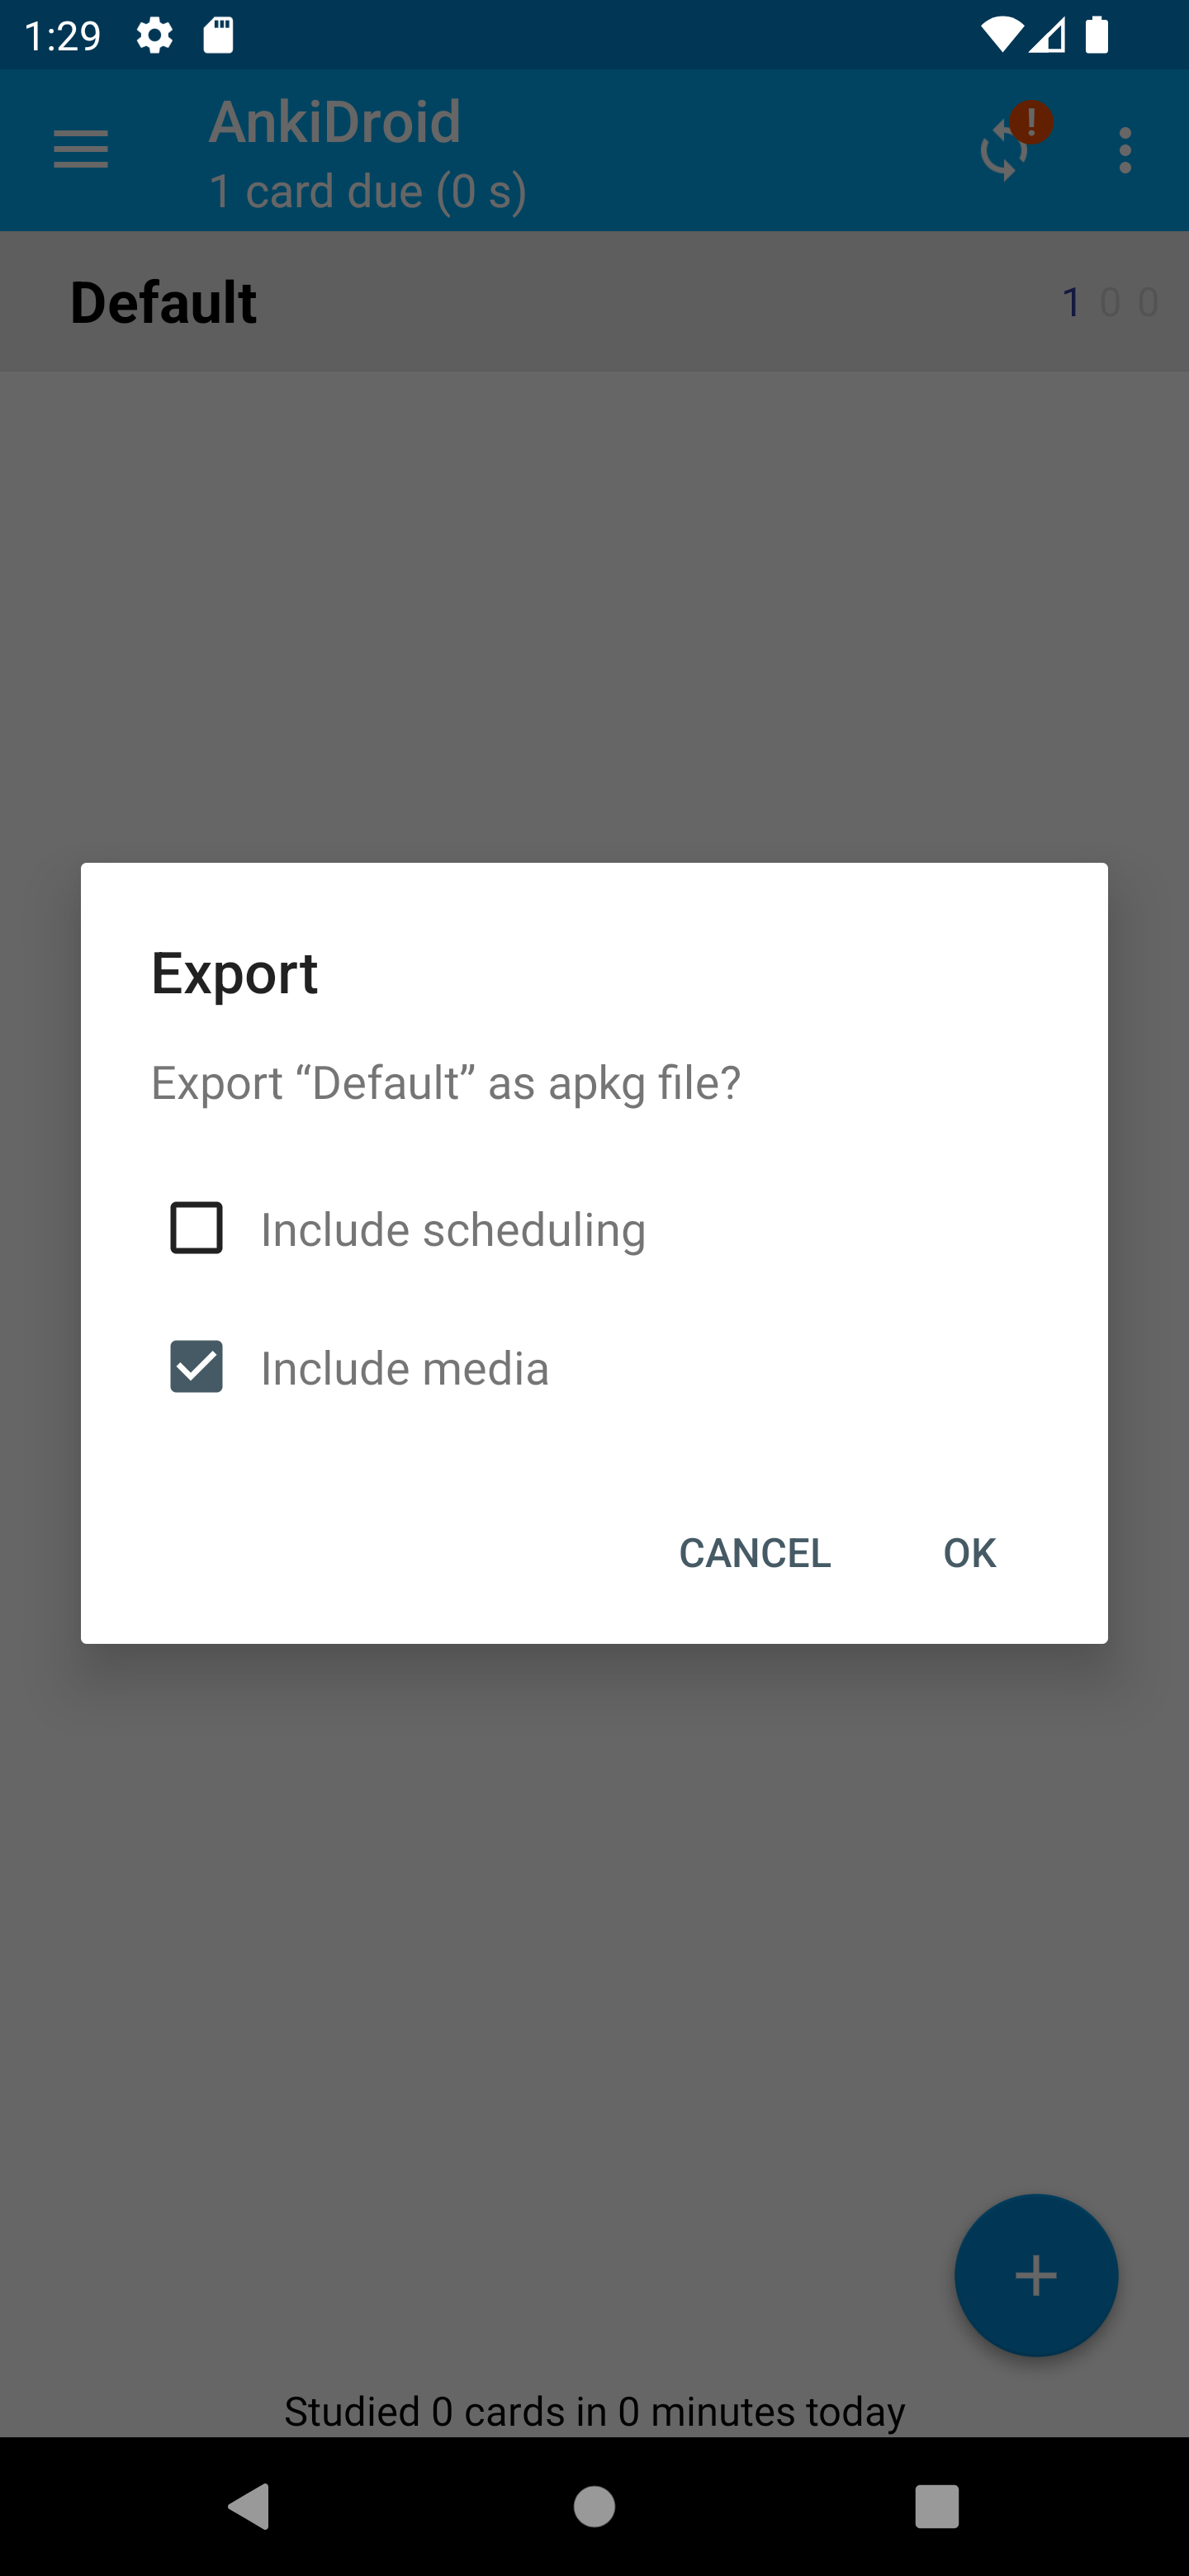 1:29
AnkiDroid
!
1 card due (0 s)
Default
1 0 0
Export
Export “Default” as apkg file?
Include scheduling
Include media
CANCEL
OK
Studied 0 cards in 0 minutes today